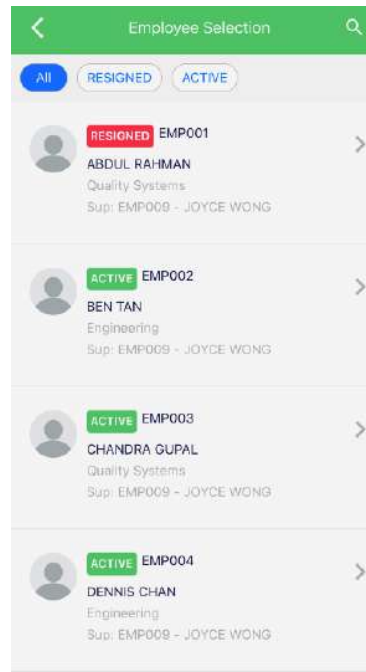 Employee Selection
All RESIGNED ACTIVE
RESIGNED EMP001
ABDUL RAHMAN
Quality Systems
Sup: EMP009 - JOYCE WONG
ACTIVE EMP002
BEN TAN
Engineering
Sup: EMP009 - JOYCE WONG
ACTIVE EMP003
CHANDRA GUPAL
Quality Systems
Sup: EMP009 - JOYCE WONG
ACTIVE EMP004
DENNIS CHAN
Engineering
Sup: EMP009 - JOYCE WONG